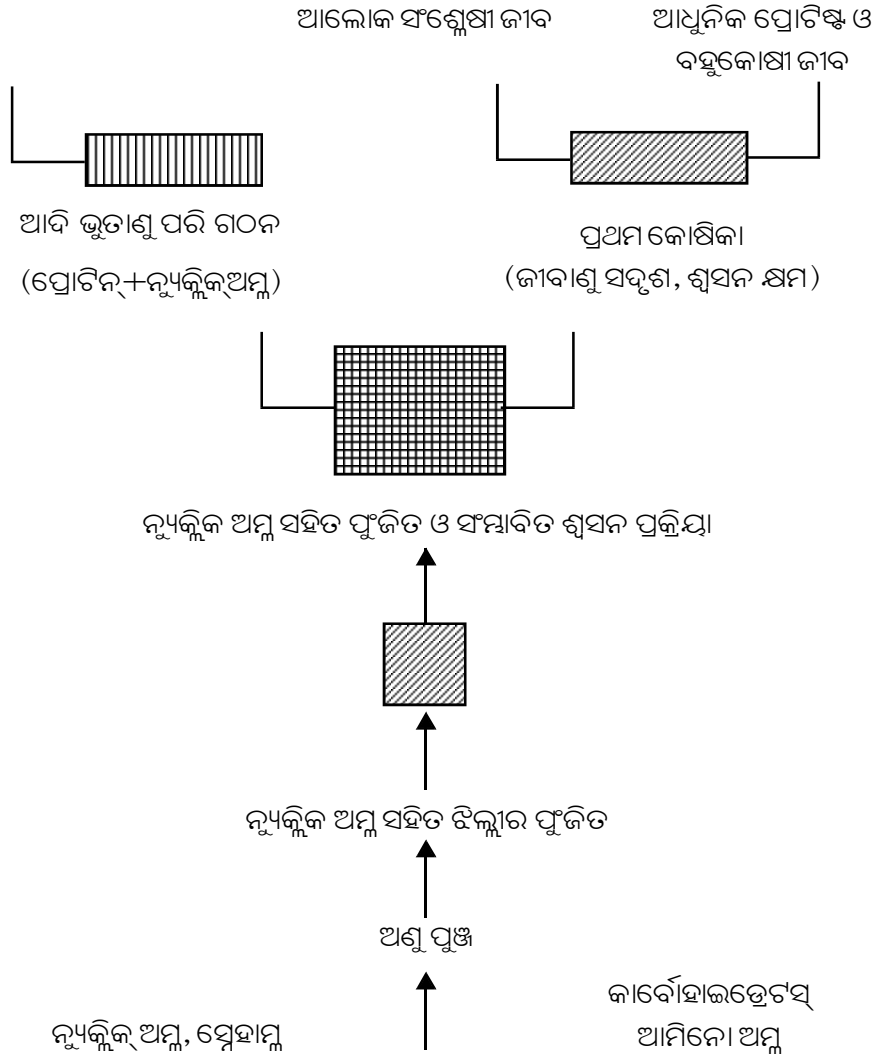 ଆଲୋକ ସଂଶ୍ଳେଷୀ ଜୀବ
ଆଧୁନିକ ପ୍ରୋଟିଷ୍ଟ ଓ
ବହୁକୋଷୀ ଜୀବ
ଆଦି ଭୁତାଣୁ ପରି ଗଠନ
(ପ୍ରୋଟିନ୍+ନ୍ୟୁକ୍ଲିକ୍ଅମ୍ଳ)
ପ୍ରଥମ କୋଷିକା
(ଜୀବାଣୁ ସଦୃଶ, ଶ୍ୱସନ କ୍ଷମ)
ନ୍ୟୁକ୍ଲିକ ଅମ୍ଳ ସହିତ ପୁଂଜିତ ଓ ସଂମ୍ଭାବିତ ଶ୍ୱସନ ପ୍ରକ୍ରିୟା
ନ୍ୟୁକ୍ଲିକ ଅମ୍ଳ ସହିତ ଝିଲ୍ଲୀର ପୁଂଜିତ
ଅଣୁ ପୁଞ୍ଜ
ନ୍ୟୁକ୍ଲିକ୍ ଅମ୍ଳ, ସ୍ନେହାମ୍ଳ
କାର୍ବୋହାଇଡ୍ରେଟସ୍
ଆମିନୋ ଅମ୍ଳ